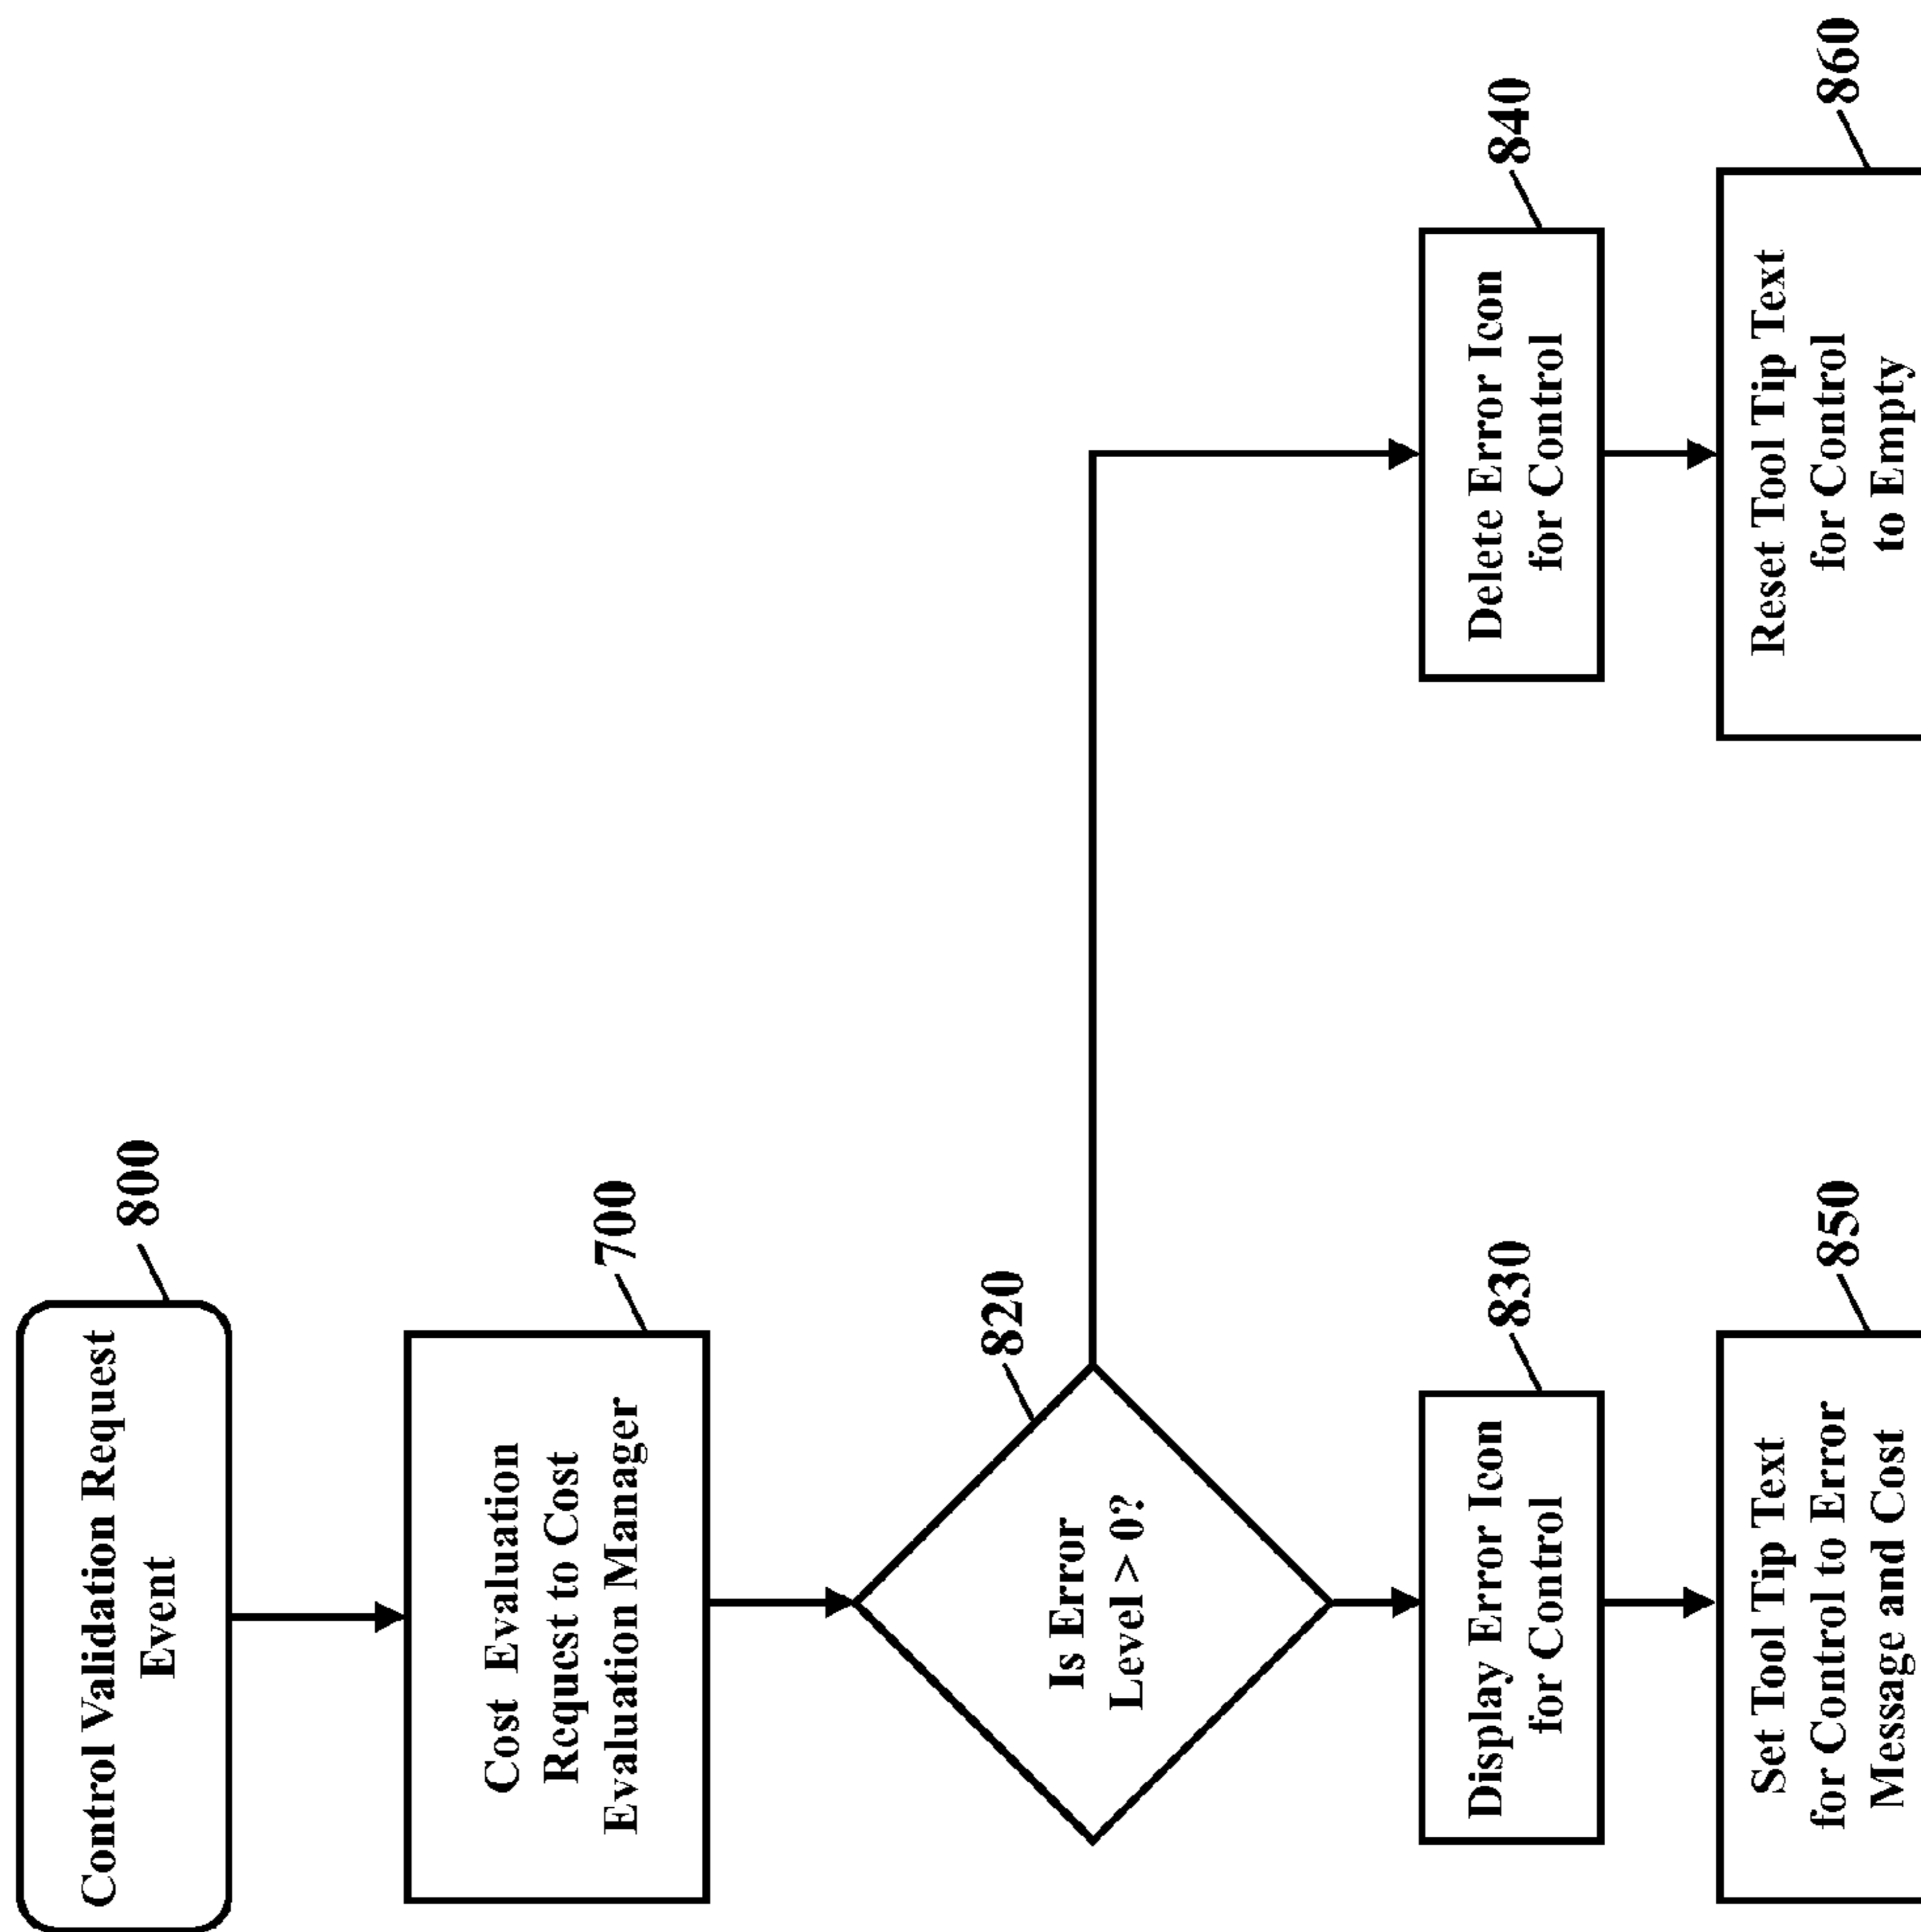 Control Validation Request
Event
800
Cost Evaluation
Request to Cost
Evaluation Manager
700
820
Is Error
Level > 0?
Display Error Icon
for Control
830
Delete Error Icon
for Control
840
Set Tool Tip Text
for Control to Error
Message and Cost
850
Reset Tool Tip Text
for Control
to Empty
860